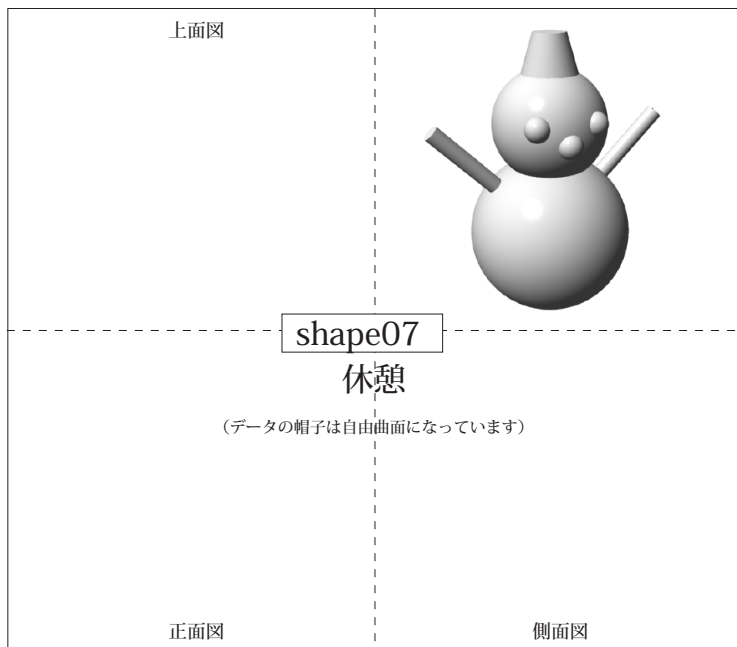 上面図
shape07
休憩
（データの帽子は自由曲面になっています）
正面図
側面図